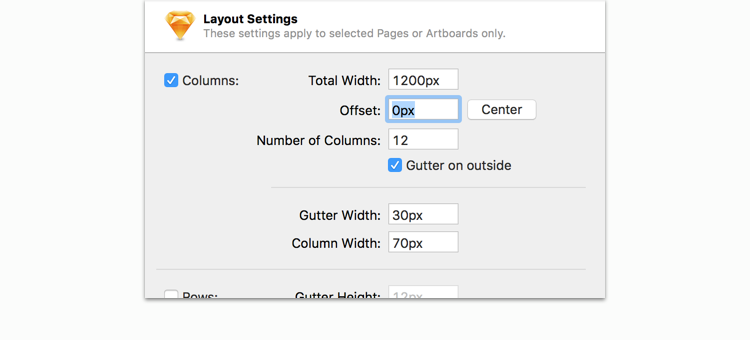 Layout Settings
These settings apply to selected Pages or Artboards only.
Columns: Total Width: 1200px
Offset: 0px Center
Number of Columns: 12
Gutter on outside
Gutter Width: 30px
Column Width: 70px
Rows: Gutter Height: 12px